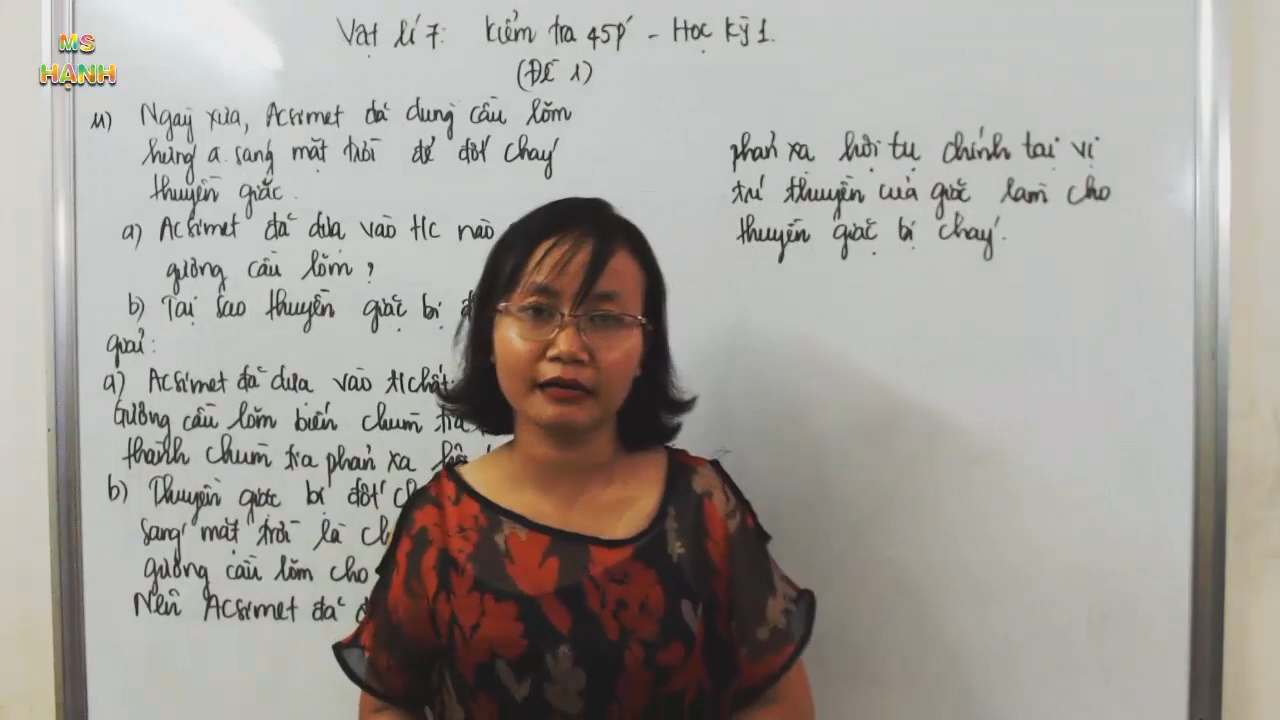 MS
HẠNH
Vật lí 7: Kiểm tra 45p' - Học kỳ 1.
(Đề 1)
11) Ngày xưa, Acsimet đã dùng cầu lõm
hứng a. sáng mặt trời để đốt cháy
thuyền giặc.
a) Acsimet đã dựa vào t/c nào
gương cầu lõm ?
b) Tại sao thuyền giặc bị
giải:
a) Acsimet đã dựa vào t/chất
Gương cầu lõm biến chùm tia
thành chùm tia phản xạ hội
b) Thuyền giặc bị đốt
sáng mặt trời là
gương cầu lõm cho
Nên Acsimet đã
phản xạ hội tụ chính tại vị
trí thuyền của giặc làm cho
thuyền giặc bị cháy.